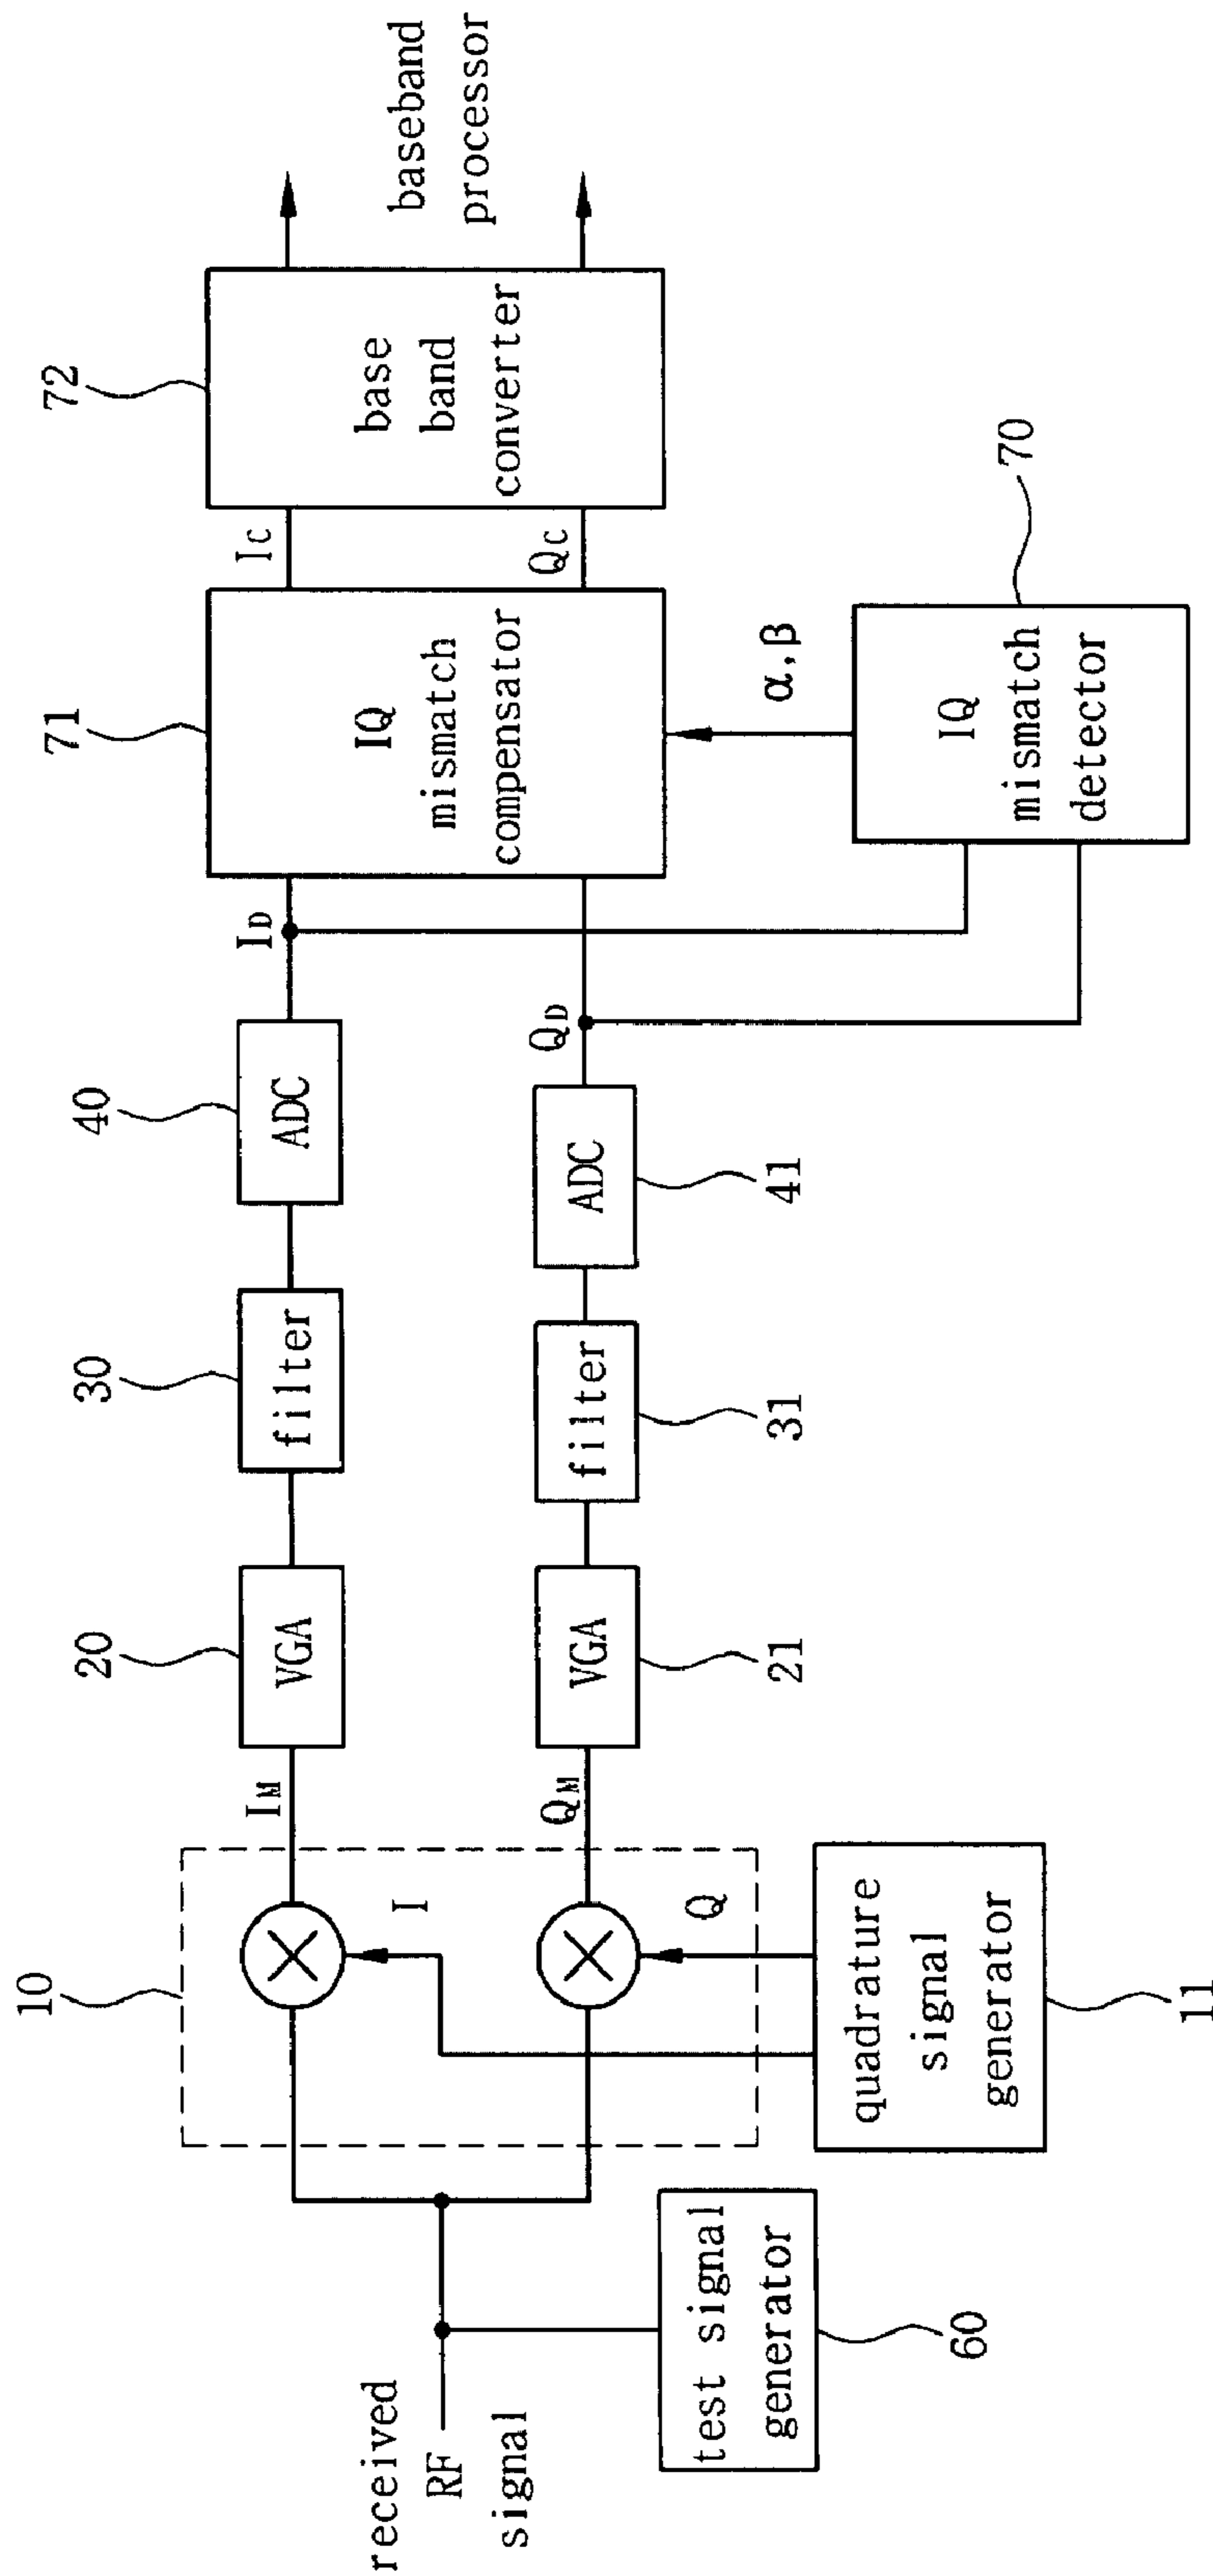 received
RF
signal
test signal
generator
60
10
I
Q
quadrature
signal
generator
11
IM
QM
20
VGA
VGA
21
30
filter
filter
31
40
ADC
ADC
41
ID
QD
71
IQ
mismatch
compensator
α,β
IQ
mismatch
detector
70
IC
QC
72
base
band
converter
baseband
processor